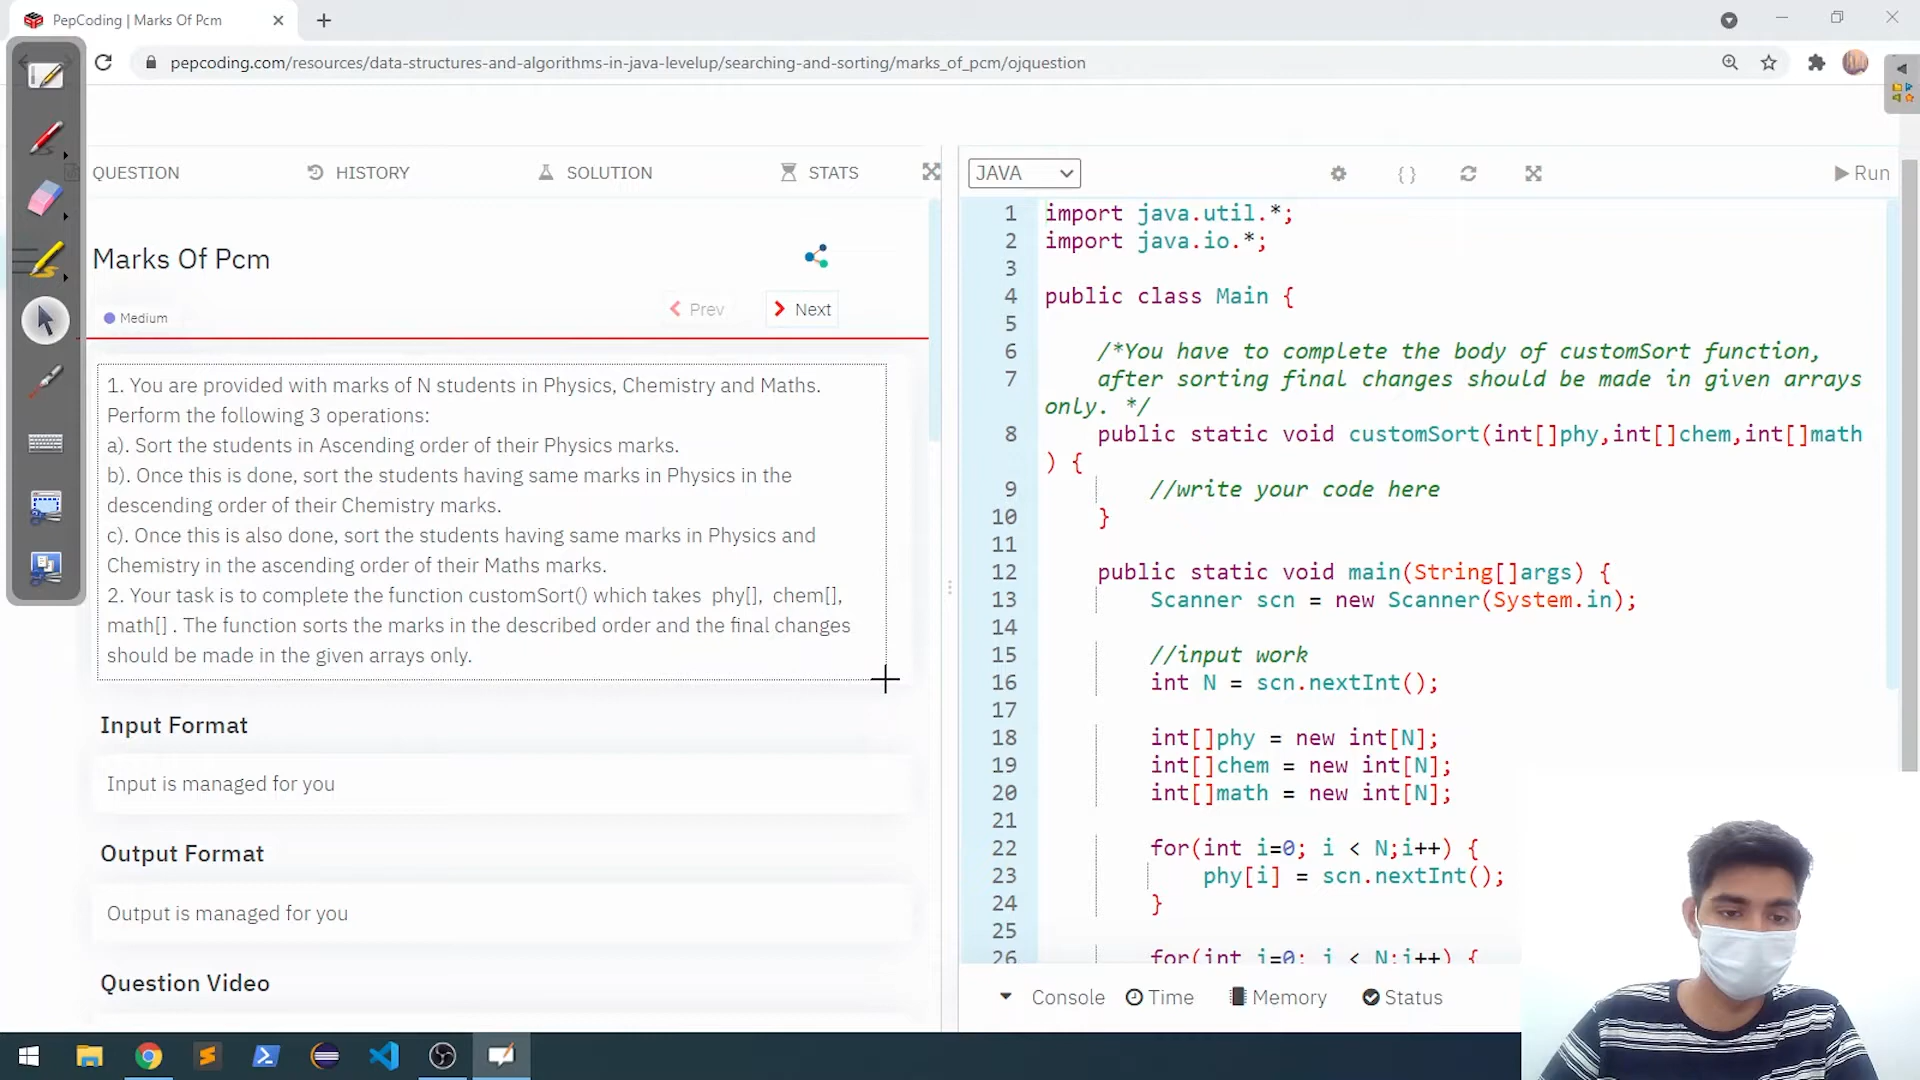 PepCoding | Marks Of Pcm
pepcoding.com/resources/data-structures-and-algorithms-in-java-levelup/searching-and-sorting/marks_of_pcm/ojquestion
QUESTION
HISTORY
SOLUTION
STATS
Marks Of Pcm
Medium
Prev
Next
1. You are provided with marks of N students in Physics, Chemistry and Maths.
Perform the following 3 operations:
a). Sort the students in Ascending order of their Physics marks.
b). Once this is done, sort the students having same marks in Physics in the
descending order of their Chemistry marks.
c). Once this is also done, sort the students having same marks in Physics and
Chemistry in the ascending order of their Maths marks.
2. Your task is to complete the function customSort() which takes  phy[],  chem[],
math[] . The function sorts the marks in the described order and the final changes
should be made in the given arrays only.
Input Format
Input is managed for you
Output Format
Output is managed for you
Question Video
JAVA
{ }
Run
1 import java.util.*;
2 import java.io.*;
3
4 public class Main {
5
6 /*You have to complete the body of customSort function,
7 after sorting final changes should be made in given arrays
only. */
8 public static void customSort(int[]phy,int[]chem,int[]math
) {
9 //write your code here
10 }
11
12 public static void main(String[]args) {
13 Scanner scn = new Scanner(System.in);
14
15 //input work
16 int N = scn.nextInt();
17
18 int[]phy = new int[N];
19 int[]chem = new int[N];
20 int[]math = new int[N];
21
22 for(int i=0; i < N;i++) {
23 phy[i] = scn.nextInt();
24 }
25
26 for(int i=0; i < N;i++) {
Console
Time
Memory
Status